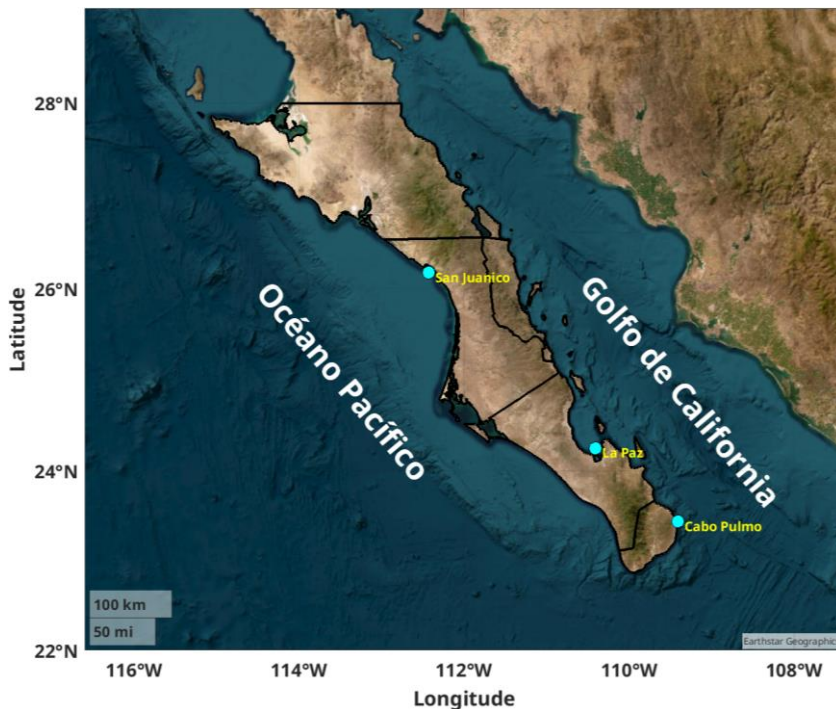 28°N
26°N
24°N
22°N
Latitude
San Juanico
Océano Pacífico
Golfo de California
La Paz
Cabo Pulmo
100 km
50 mi
Earthstar Geographic
116°W
114°W
112°W
110°W
108°W
Longitude